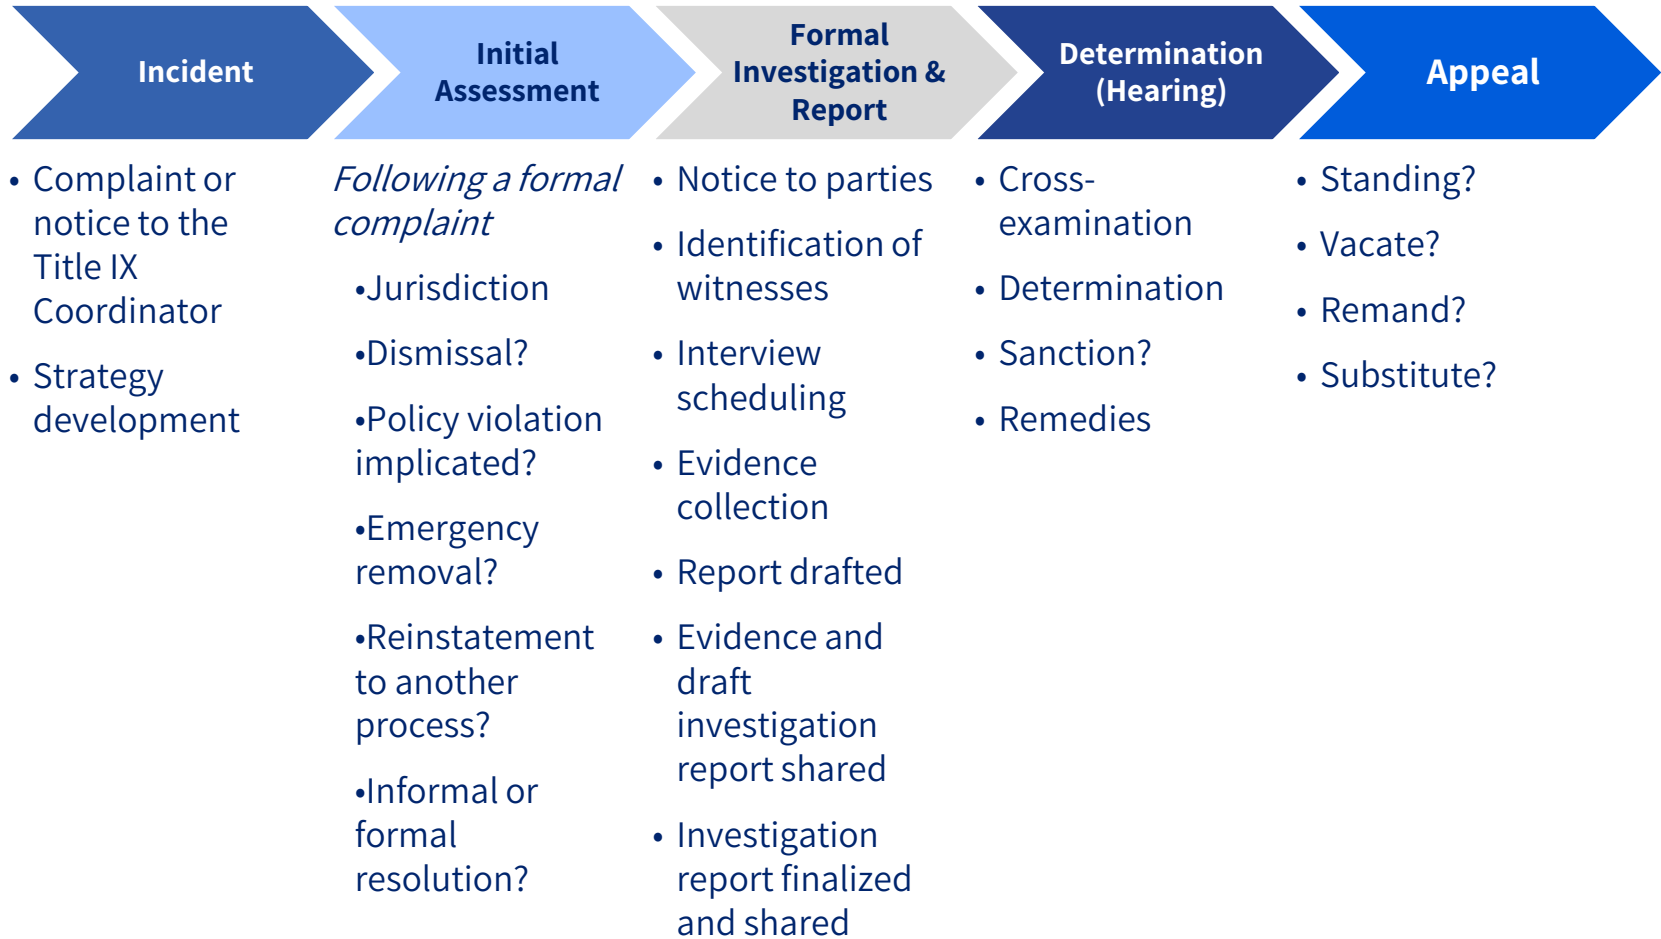 Incident
Initial
Assessment
Formal
Investigation &
Report
Determination
(Hearing)
Appeal
• Complaint or
notice to the
Title IX
Coordinator
• Strategy
development
Following a formal
complaint
•Jurisdiction
•Dismissal?
•Policy violation
implicated?
•Emergency
removal?
•Reinstatement
to another
process?
•Informal or
formal
resolution?
• Notice to parties
• Identification of
witnesses
• Interview
scheduling
• Evidence
collection
• Report drafted
• Evidence and
draft
investigation
report shared
• Investigation
report finalized
and shared
• Cross-
examination
• Determination
• Sanction?
• Remedies
• Standing?
• Vacate?
• Remand?
• Substitute?